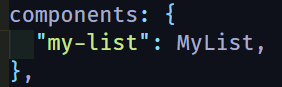 components: {
  "my-list": MyList,
},